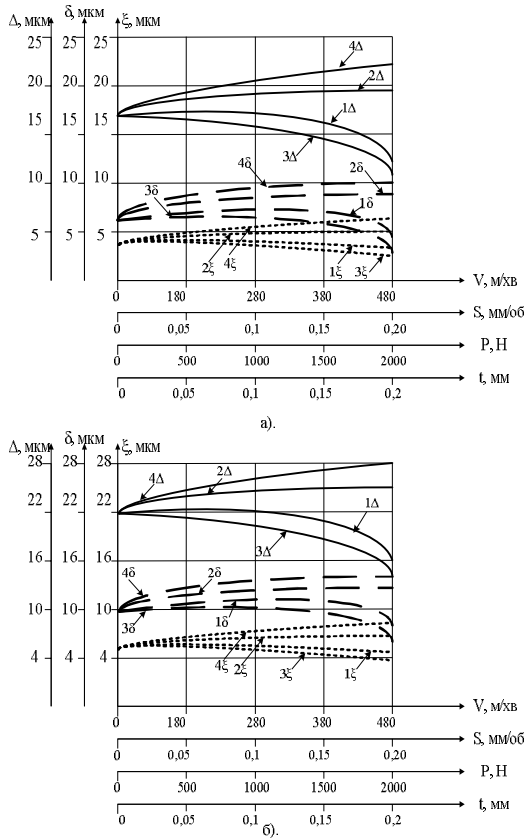 Δ, мкм δ, мкм ξ, мкм
25 25 25
4Δ
20 20 20
2Δ
1Δ
15 15 15
3Δ
4δ 2δ
10 10 10
3δ
1δ
5 5 5
2ξ 4ξ 1ξ 3ξ
V, м/хв
0 180 280 380 480
S, мм/об
0 0,05 0,1 0,15 0,20
P, Н
0 500 1000 1500 2000
t, мм
0 0,05 0,1 0,15 0,2
а).
Δ, мкм δ, мкм ξ, мкм
28 28 28
4Δ 2Δ
22 22 22
1Δ
3Δ
16 16 16
4δ 2δ
10 10 10
3δ 1δ
4 4 4
4ξ 2ξ 3ξ 1ξ
V, м/хв
0 180 280 380 480
S, мм/об
0 0,05 0,1 0,15 0,20
P, Н
0 500 1000 1500 2000
t, мм
0 0,05 0,1 0,15 0,2
б).